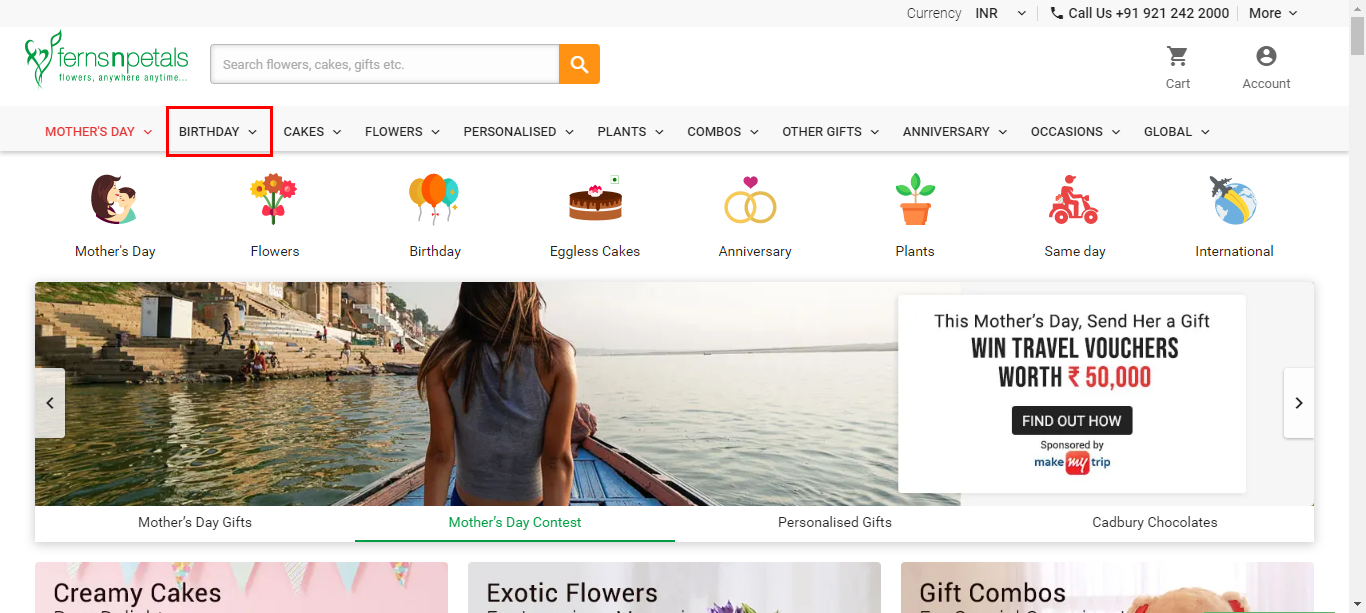 Currency INR Call Us +91 921 242 2000 More
fernsnpetals
flowers, anywhere anytime...
Search flowers, cakes, gifts etc.
Cart Account
MOTHER'S DAY BIRTHDAY CAKES FLOWERS PERSONALISED PLANTS COMBOS OTHER GIFTS ANNIVERSARY OCCASIONS GLOBAL
Mother's Day Flowers Birthday Eggless Cakes Anniversary Plants Same day International
This Mother's Day, Send Her a Gift
WIN TRAVEL VOUCHERS
WORTH ₹ 50,000
FIND OUT HOW
Sponsored by
make my trip
Mother's Day Gifts Mother's Day Contest Personalised Gifts Cadbury Chocolates
Creamy Cakes Exotic Flowers Gift Combos